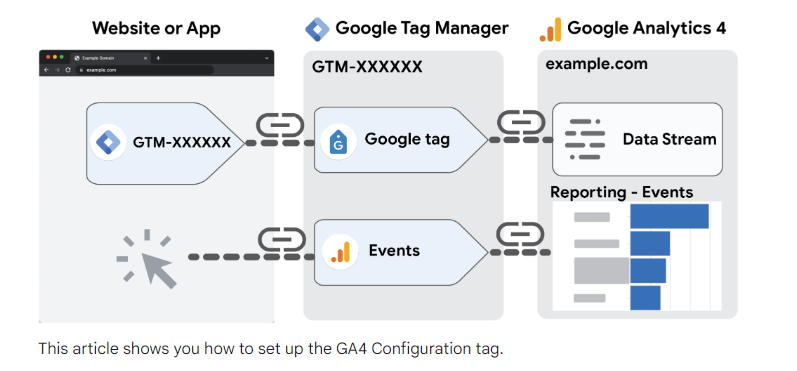 Website or App
Google Tag Manager
Google Analytics 4
Example Domain
example.com
GTM-XXXXXX
example.com
GTM-XXXXXX
Google tag
Data Stream
Reporting - Events
Events
This article shows you how to set up the GA4 Configuration tag.